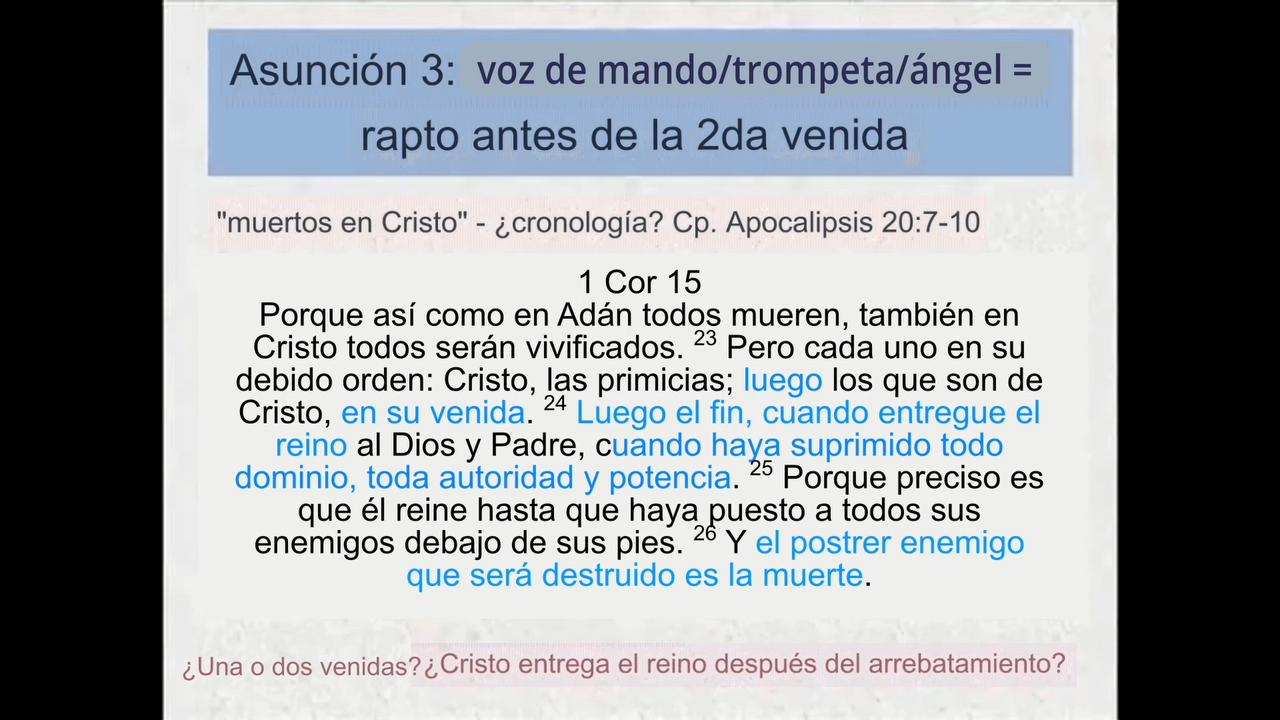 Asunción 3: voz de mando/trompeta/ángel =
rapto antes de la 2da venida
"muertos en Cristo" - ¿cronología? Cp. Apocalipsis 20:7-10
1 Cor 15
Porque así como en Adán todos mueren, también en
Cristo todos serán vivificados. 23 Pero cada uno en su
debido orden: Cristo, las primicias; luego los que son de
Cristo, en su venida. 24 Luego el fin, cuando entregue el
reino al Dios y Padre, cuando haya suprimido todo
dominio, toda autoridad y potencia. 25 Porque preciso es
que él reine hasta que haya puesto a todos sus
enemigos debajo de sus pies. 26 Y el postrer enemigo
que será destruido es la muerte.
¿Una o dos venidas? ¿Cristo entrega el reino después del arrebatamiento?